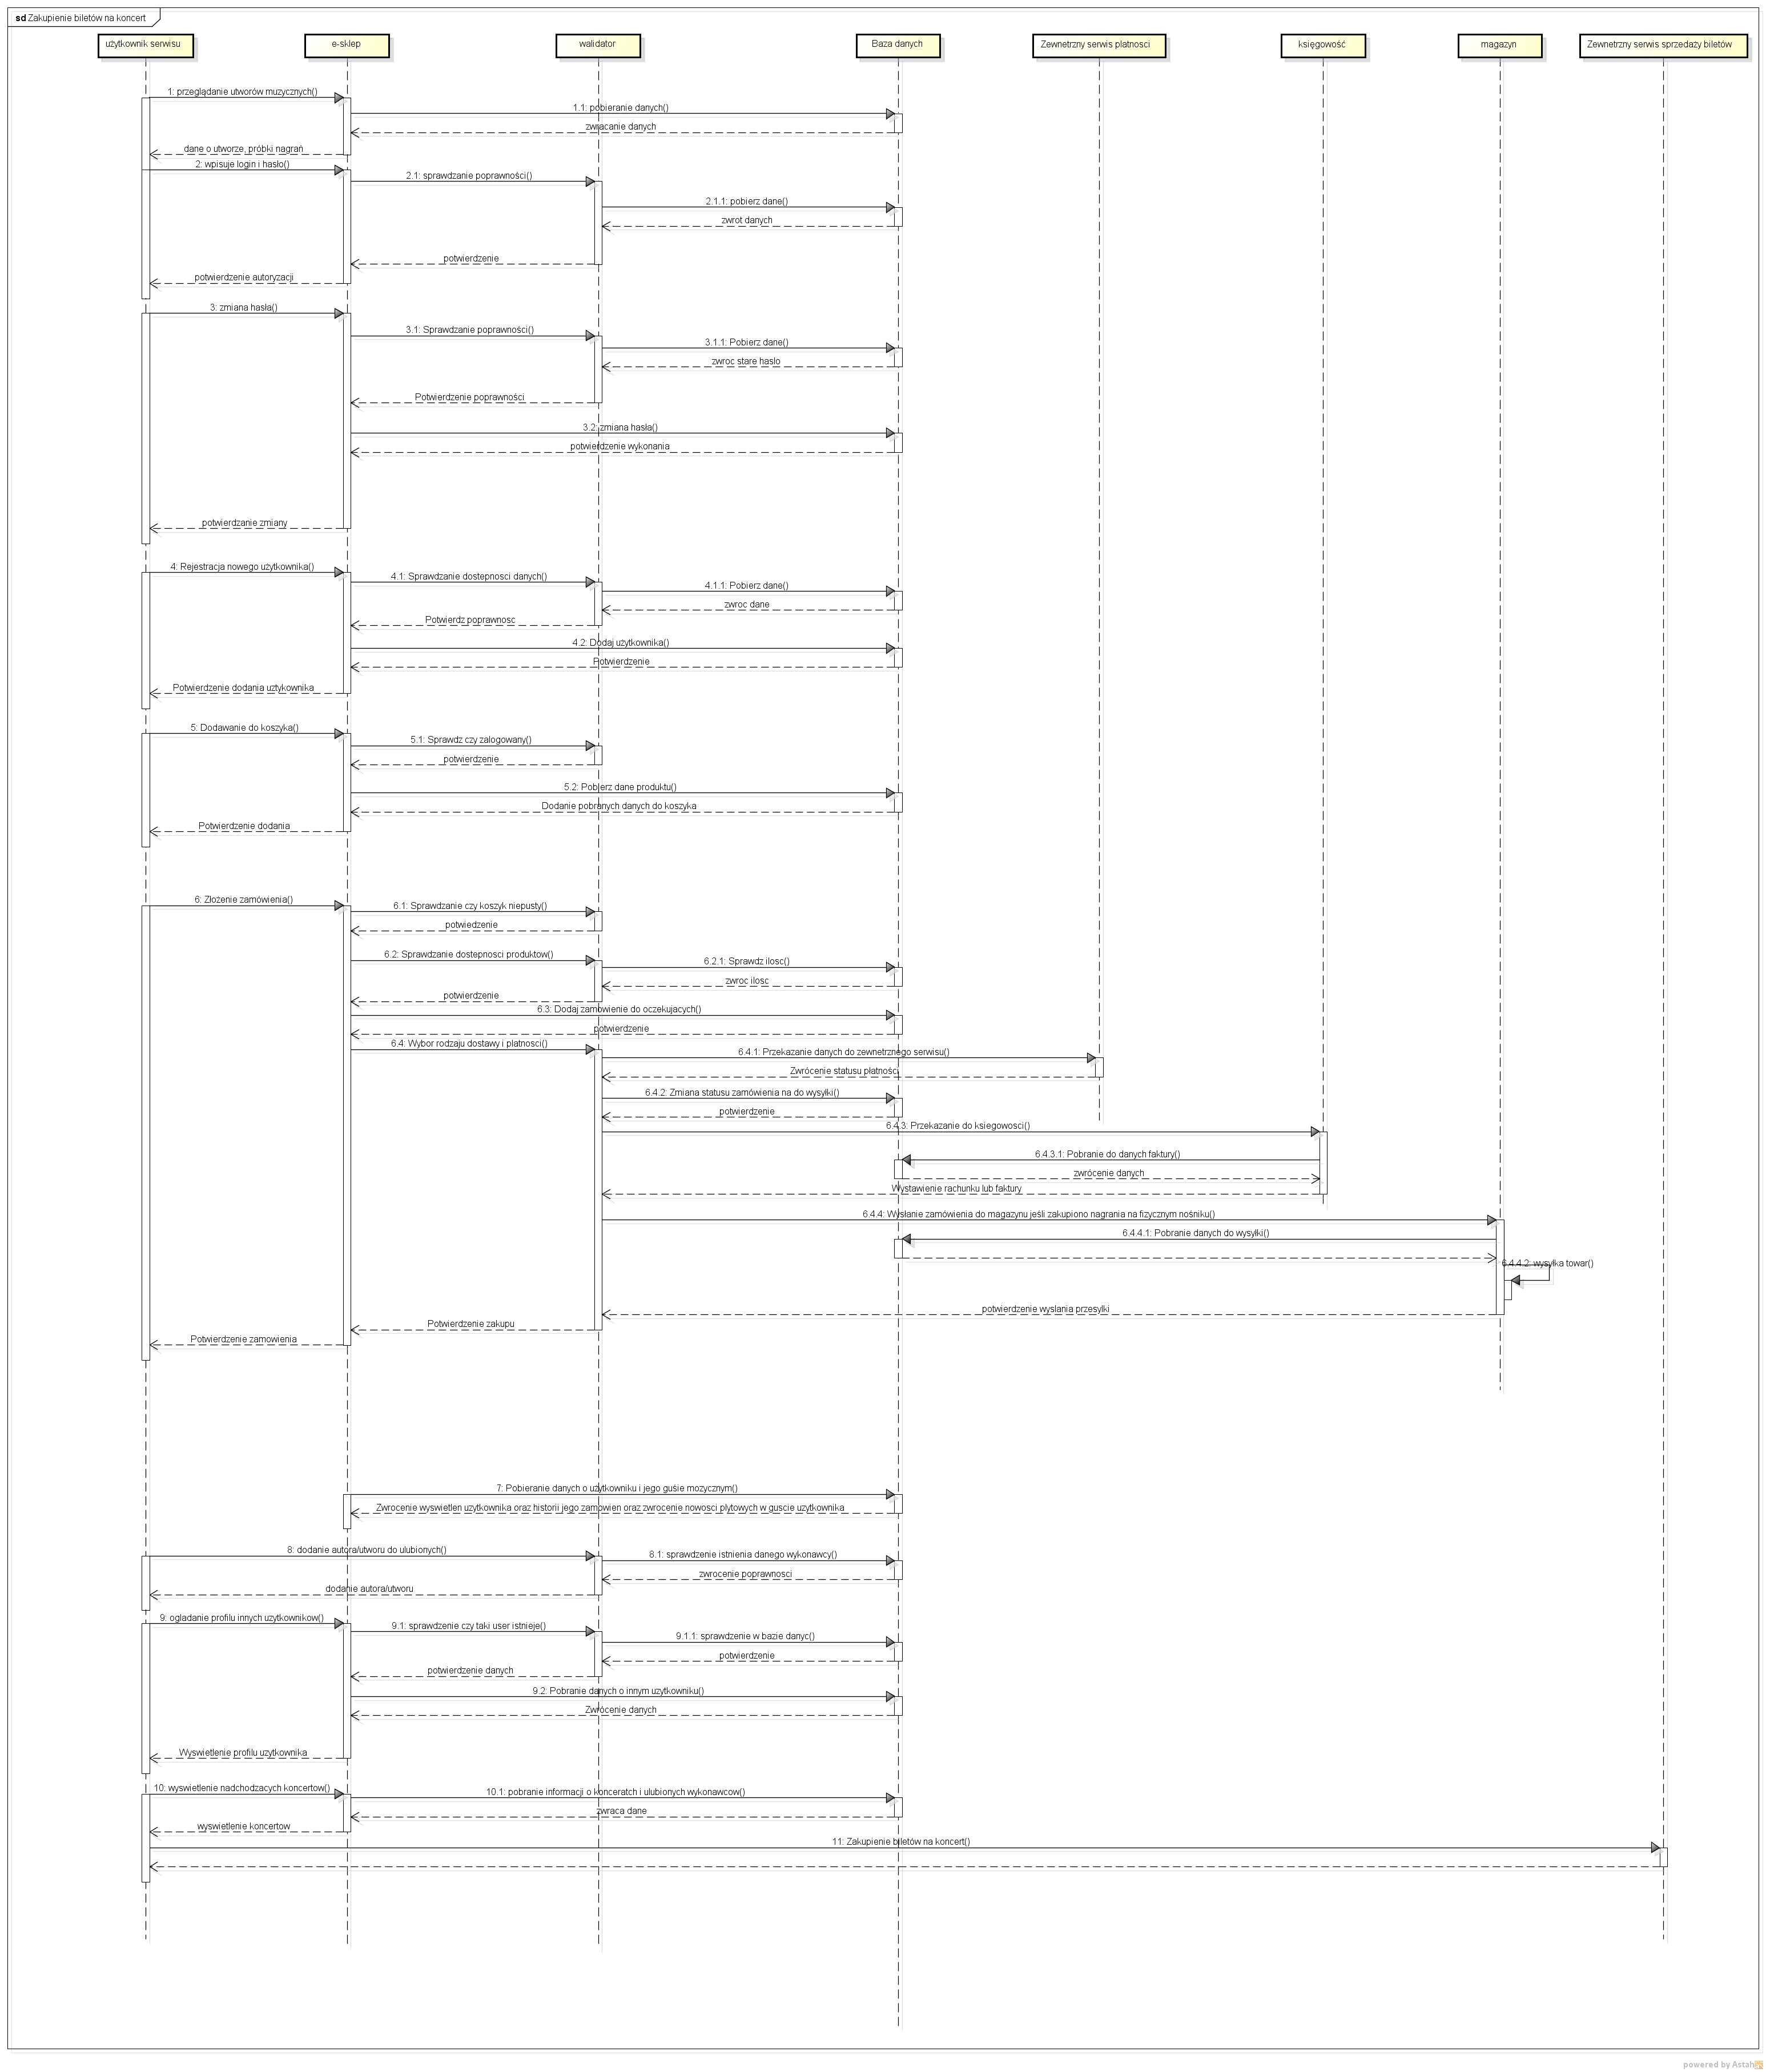 sd Zakupienie biletów na koncert
użytkownik serwisu
e-sklep
walidator
Baza danych
Zewnetrzny serwis platnosci
księgowość
magazyn
Zewnetrzny serwis sprzedaży biletów
1: przeglądanie utworów muzycznych()
1.1: pobieranie danych()
zwracanie danych
dane o utworze, próbki nagrań
2: wpisuje login i hasło()
2.1: sprawdzanie poprawności()
2.1.1: pobierz dane()
zwrot danych
potwierdzenie
potwierdzenie autoryzacji
3: zmiana hasła()
3.1: Sprawdzanie poprawności()
3.1.1: Pobierz dane()
zwroc stare haslo
Potwierdzenie poprawności
3.2: zmiana hasła()
potwierdzenie wykonania
potwierdzanie zmiany
4: Rejestracja nowego użytkownika()
4.1: Sprawdzanie dostepnosci danych()
4.1.1: Pobierz dane()
zwroc dane
Potwierdz poprawnosc
4.2: Dodaj użytkownika()
Potwierdzenie
Potwierdzenie dodania uztykownika
5: Dodawanie do koszyka()
5.1: Sprawdz czy zalogowany()
potwierdzenie
5.2: Pobierz dane produktu()
Dodanie pobranych danych do koszyka
Potwierdzenie dodania
6: Złożenie zamówienia()
6.1: Sprawdzanie czy koszyk niepusty()
potwiedzenie
6.2: Sprawdzanie dostepnosci produktow()
6.2.1: Sprawdz ilosc()
zwroc ilosc
potwierdzenie
6.3: Dodaj zamówienie do oczekujacych()
potwierdzenie
6.4: Wybor rodzaju dostawy i platnosci()
6.4.1: Przekazanie danych do zewnetrznego serwisu()
Zwrócenie statusu płatności
6.4.2: Zmiana statusu zamówienia na do wysyłki()
potwierdzenie
6.4.3: Przekazanie do ksiegowosci()
6.4.3.1: Pobranie do danych faktury()
zwrócenie danych
Wystawienie rachunku lub faktury
6.4.4: Wysłanie zamówienia do magazynu jeśli zakupiono nagrania na fizycznym nośniku()
6.4.4.1: Pobranie danych do wysyłki()
6.4.4.2: wysyłka towar()
potwierdzenie wyslania przesylki
Potwierdzenie zakupu
Potwierdzenie zamowienia
7: Pobieranie danych o użytkowniku i jego guśie mozycznym()
Zwrocenie wyswietlen uzytkownika oraz historii jego zamowien oraz zwrocenie nowosci plytowych w guscie uzytkownika
8: dodanie autora/utworu do ulubionych()
8.1: sprawdzenie istnienia danego wykonawcy()
zwrocenie poprawnosci
dodanie autora/utworu
9: ogladanie profilu innych uzytkownikow()
9.1: sprawdzenie czy taki user istnieje()
9.1.1: sprawdzenie w bazie danyc()
potwierdzenie
potwierdzenie danych
9.2: Pobranie danych o innym uzytkowniku()
Zwrócenie danych
Wyswietlenie profilu uzytkownika
10: wyswietlenie nadchodzacych koncertow()
10.1: pobranie informacji o konceratch i ulubionych wykonawcow()
zwraca dane
wyswietlenie koncertow
11: Zakupienie biletów na koncert()
powered by Astah